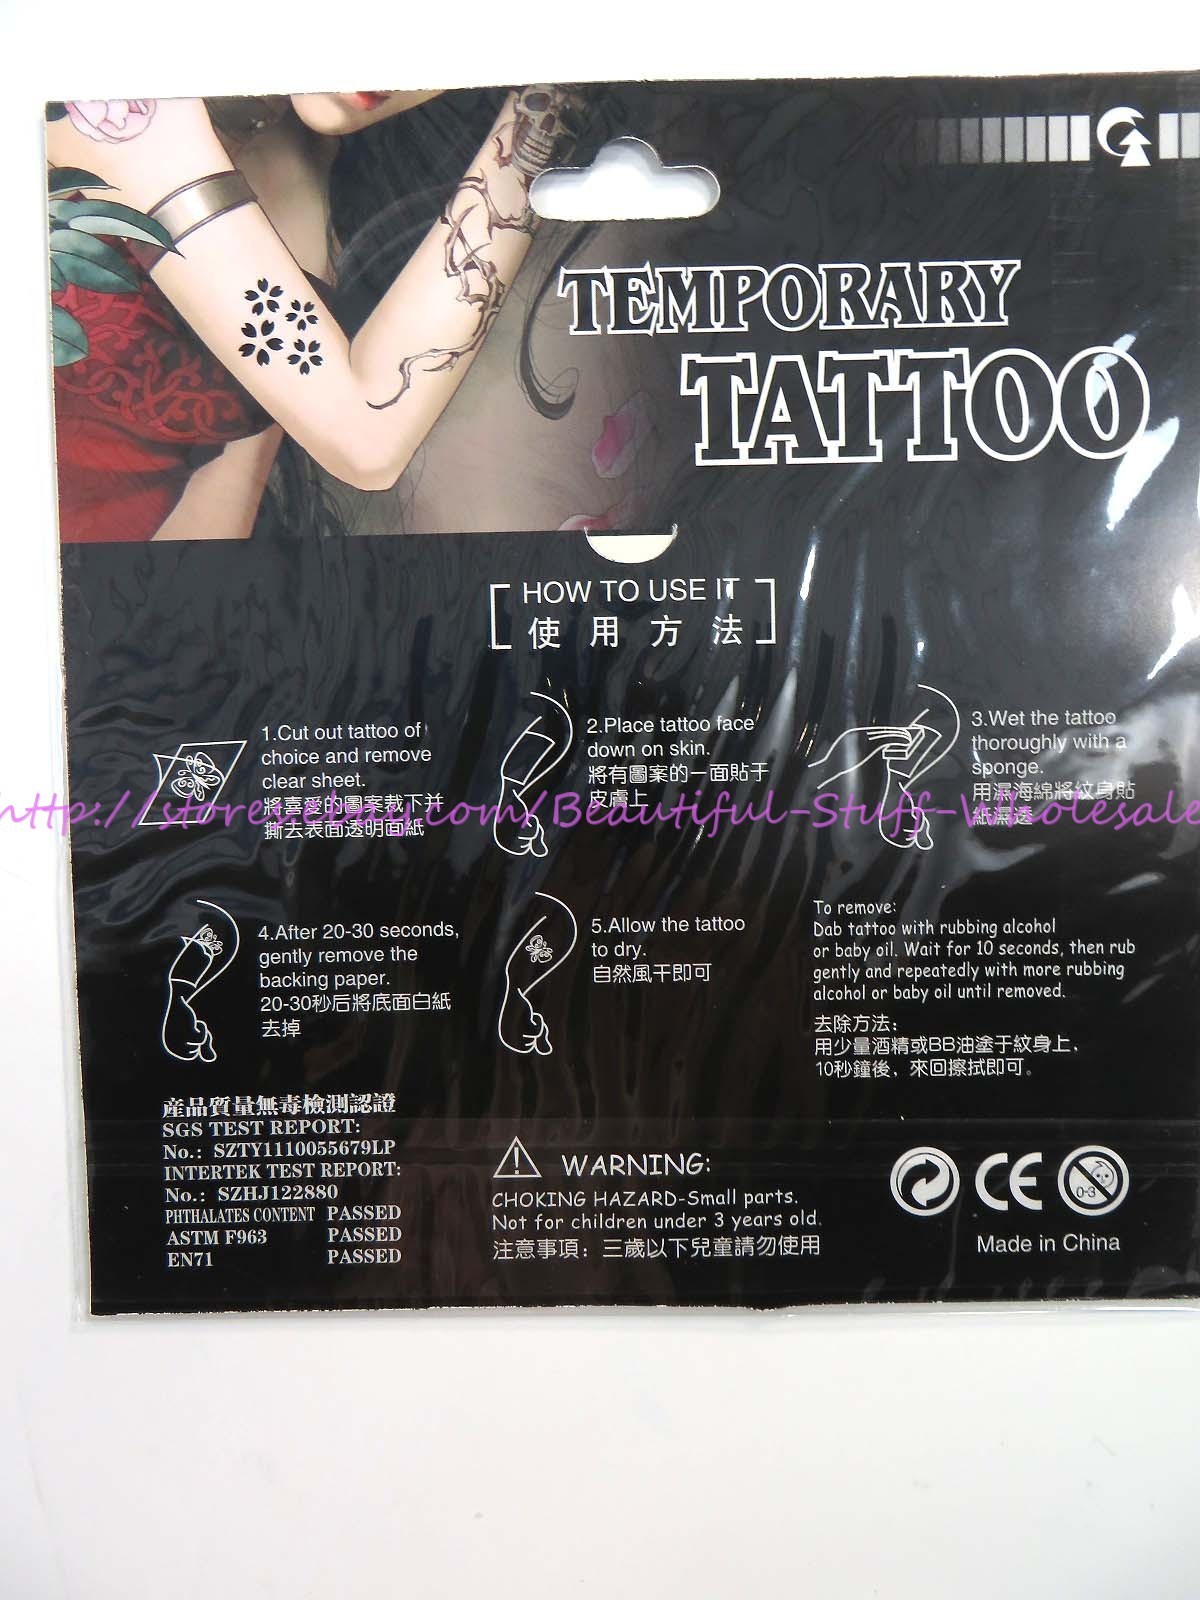 TEMPORARY
TATTOO
HOW TO USE IT
使用方法
1.Cut out tattoo of
choice and remove
clear sheet.
將喜愛的圖案裁下并
撕去表面透明面紙
2.Place tattoo face
down on skin.
將有圖案的一面貼于
皮膚上
3.Wet the tattoo
thoroughly with a
sponge.
用濕海綿將紋身貼
紙濕透
http://stores.ebay.com/Beautiful-Stuff-Wholesale
4.After 20-30 seconds,
gently remove the
backing paper.
20-30秒后將底面白紙
去掉
5.Allow the tattoo
to dry.
自然風干即可
To remove:
Dab tattoo with rubbing alcohol
or baby oil. Wait for 10 seconds, then rub
gently and repeatedly with more rubbing
alcohol or baby oil until removed.
去除方法:
用少量酒精或BB油塗于紋身上,
10秒鐘後,來回擦拭即可。
產品質量無毒檢測認證
SGS TEST REPORT:
No.: SZTY1110055679LP
INTERTEK TEST REPORT:
No.: SZHJ122880
PHTHALATES CONTENT PASSED
ASTM F963 PASSED
EN71 PASSED
WARNING:
CHOKING HAZARD-Small parts.
Not for children under 3 years old.
注意事項:三歲以下兒童請勿使用
CE
0-3
Made in China